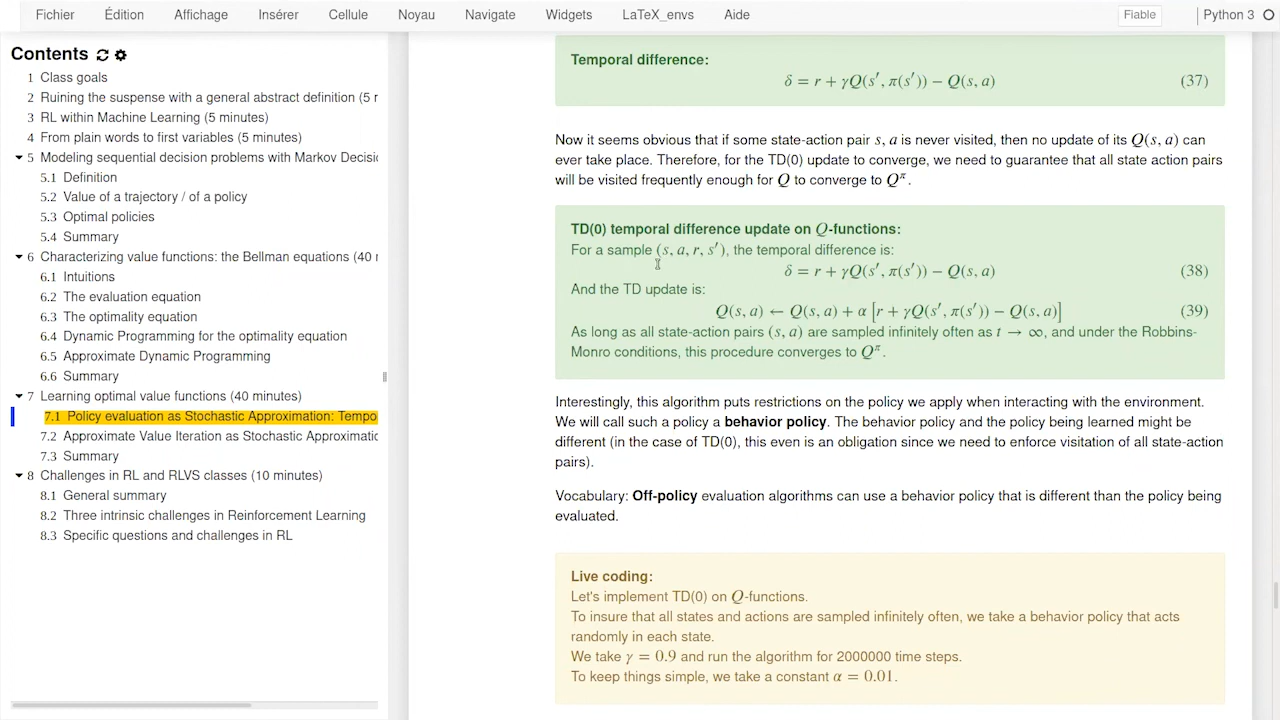 Fichier Édition Affichage Insérer Cellule Noyau Navigate Widgets LaTeX_envs Aide Fiable Python 3
Contents
1 Class goals
2 Ruining the suspense with a general abstract definition (5 r
3 RL within Machine Learning (5 minutes)
4 From plain words to first variables (5 minutes)
5 Modeling sequential decision problems with Markov Decisio
5.1 Definition
5.2 Value of a trajectory / of a policy
5.3 Optimal policies
5.4 Summary
6 Characterizing value functions: the Bellman equations (40 r
6.1 Intuitions
6.2 The evaluation equation
6.3 The optimality equation
6.4 Dynamic Programming for the optimality equation
6.5 Approximate Dynamic Programming
6.6 Summary
7 Learning optimal value functions (40 minutes)
7.1 Policy evaluation as Stochastic Approximation: Tempo
7.2 Approximate Value Iteration as Stochastic Approximatic
7.3 Summary
8 Challenges in RL and RLVS classes (10 minutes)
8.1 General summary
8.2 Three intrinsic challenges in Reinforcement Learning
8.3 Specific questions and challenges in RL
Temporal difference:
δ = r + γQ(s′, π(s′)) − Q(s, a) (37)
Now it seems obvious that if some state-action pair s, a is never visited, then no update of its Q(s, a) can
ever take place. Therefore, for the TD(0) update to converge, we need to guarantee that all state action pairs
will be visited frequently enough for Q to converge to Q^π.
TD(0) temporal difference update on Q-functions:
For a sample (s, a, r, s′), the temporal difference is:
δ = r + γQ(s′, π(s′)) − Q(s, a) (38)
And the TD update is:
Q(s, a) ← Q(s, a) + α [r + γQ(s′, π(s′)) − Q(s, a)] (39)
As long as all state-action pairs (s, a) are sampled infinitely often as t → ∞, and under the Robbins-
Monro conditions, this procedure converges to Q^π.
Interestingly, this algorithm puts restrictions on the policy we apply when interacting with the environment.
We will call such a policy a behavior policy. The behavior policy and the policy being learned might be
different (in the case of TD(0), this even is an obligation since we need to enforce visitation of all state-action
pairs).
Vocabulary: Off-policy evaluation algorithms can use a behavior policy that is different than the policy being
evaluated.
Live coding:
Let's implement TD(0) on Q-functions.
To insure that all states and actions are sampled infinitely often, we take a behavior policy that acts
randomly in each state.
We take γ = 0.9 and run the algorithm for 2000000 time steps.
To keep things simple, we take a constant α = 0.01.